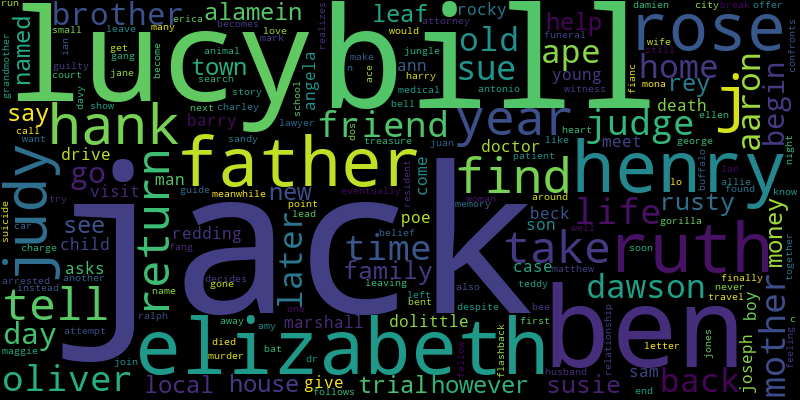 lucy bill
jack
brother alamein leaf rocky rose
named old help
town sue ape home
hank friend year judge
father find henry
judy return life ruth
elizabeth ben
run small leave many erica love mark
grandmother ian become becomes
guilty animal would attorney
court jane get gang search realizes
davy show story school make
next charley medical jungle
funeral ace harry bell
antonio mona wife still fianc
damien city break offer confronts
angela ann young rey death ellen
aaron begin j
say call want barry sandy lawyer
dos treasure juan like heart george
witness doctor meet night
drive go man visit guide meanwhile
new come patient buffalo allie found know
see child asks redding point lead
resident eventually woman memory
poe time family belief later
beck son around gorilla rusty money
take case matthew lo lao
suicide try car charge another
arrested instead name fang decides gone
tell day attempt maggie ralph
marshall dolittle leaving left bent also
despite teddy bee first well soon
dawson mother never travel finally together
oliver join local house away amy died murder
bat dr one follows give trial however
flashback fellow husband susie relationship
sam letter end back jones joseph boy
feeling c